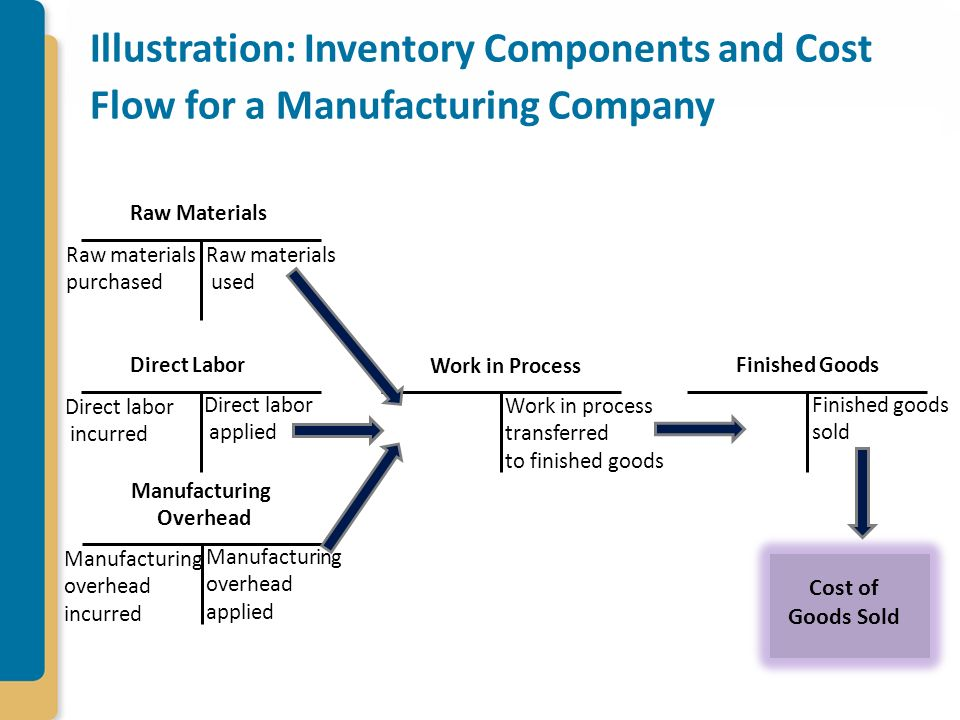 Illustration: Inventory Components and Cost
Flow for a Manufacturing Company
Raw Materials
Raw materials
purchased
Raw materials
used
Direct Labor
Direct labor
incurred
Direct labor
applied
Manufacturing
Overhead
Manufacturing
overhead
incurred
Manufacturing
overhead
applied
Work in Process
Work in process
transferred
to finished goods
Finished Goods
Finished goods
sold
Cost of
Goods Sold